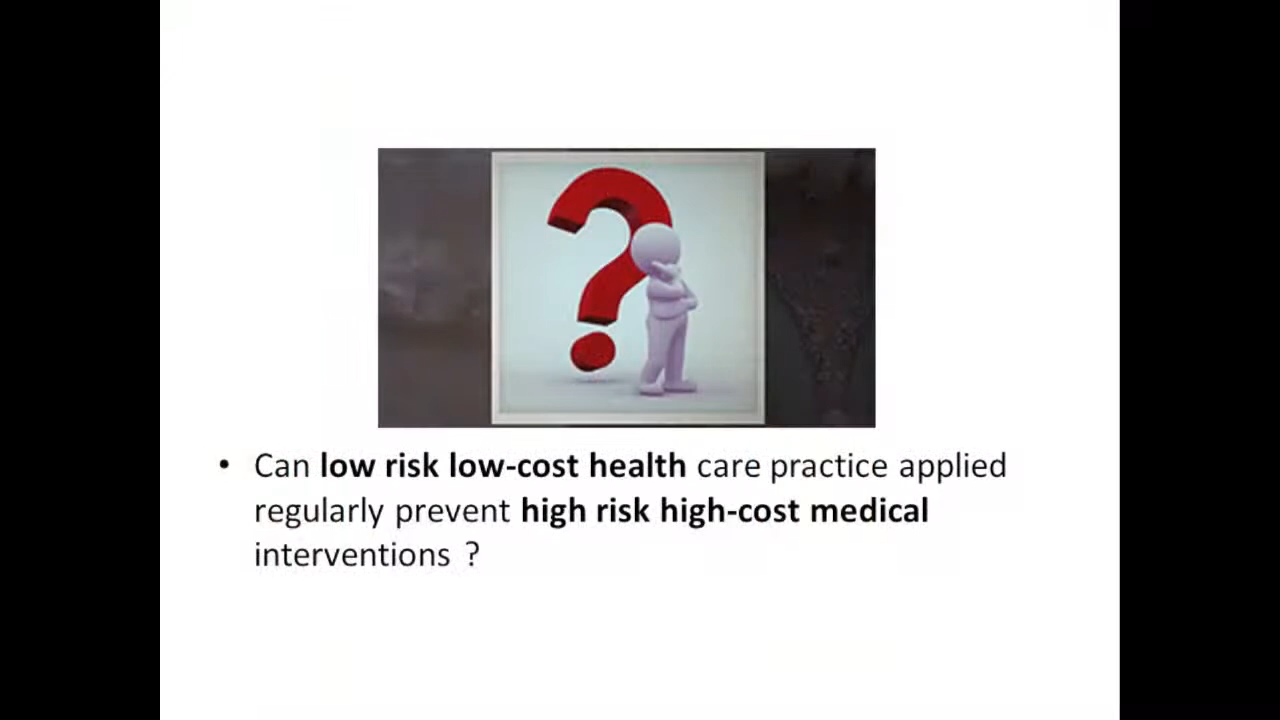 • Can low risk low-cost health care practice applied
regularly prevent high risk high-cost medical
interventions ?